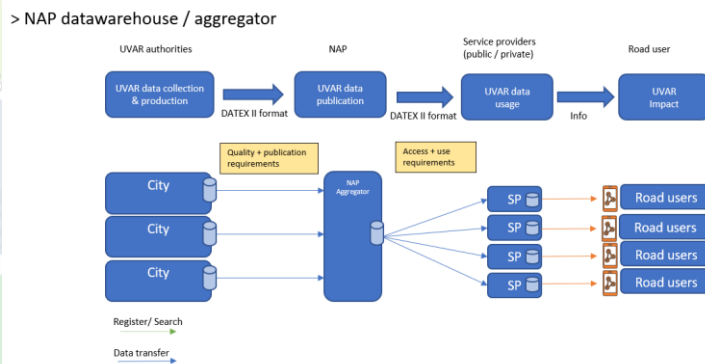 > NAP datawarehouse / aggregator
UVAR authorities
NAP
Service providers
(public / private)
Road user
UVAR data collection
& production
DATEX II format
UVAR data
publication
DATEX II format
UVAR data
usage
Info
UVAR
Impact
Quality + publication
requirements
Access + use
requirements
City
City
City
NAP
Aggregator
SP
Road users
SP
Road users
SP
Road users
SP
Road users
Register/ Search
Data transfer